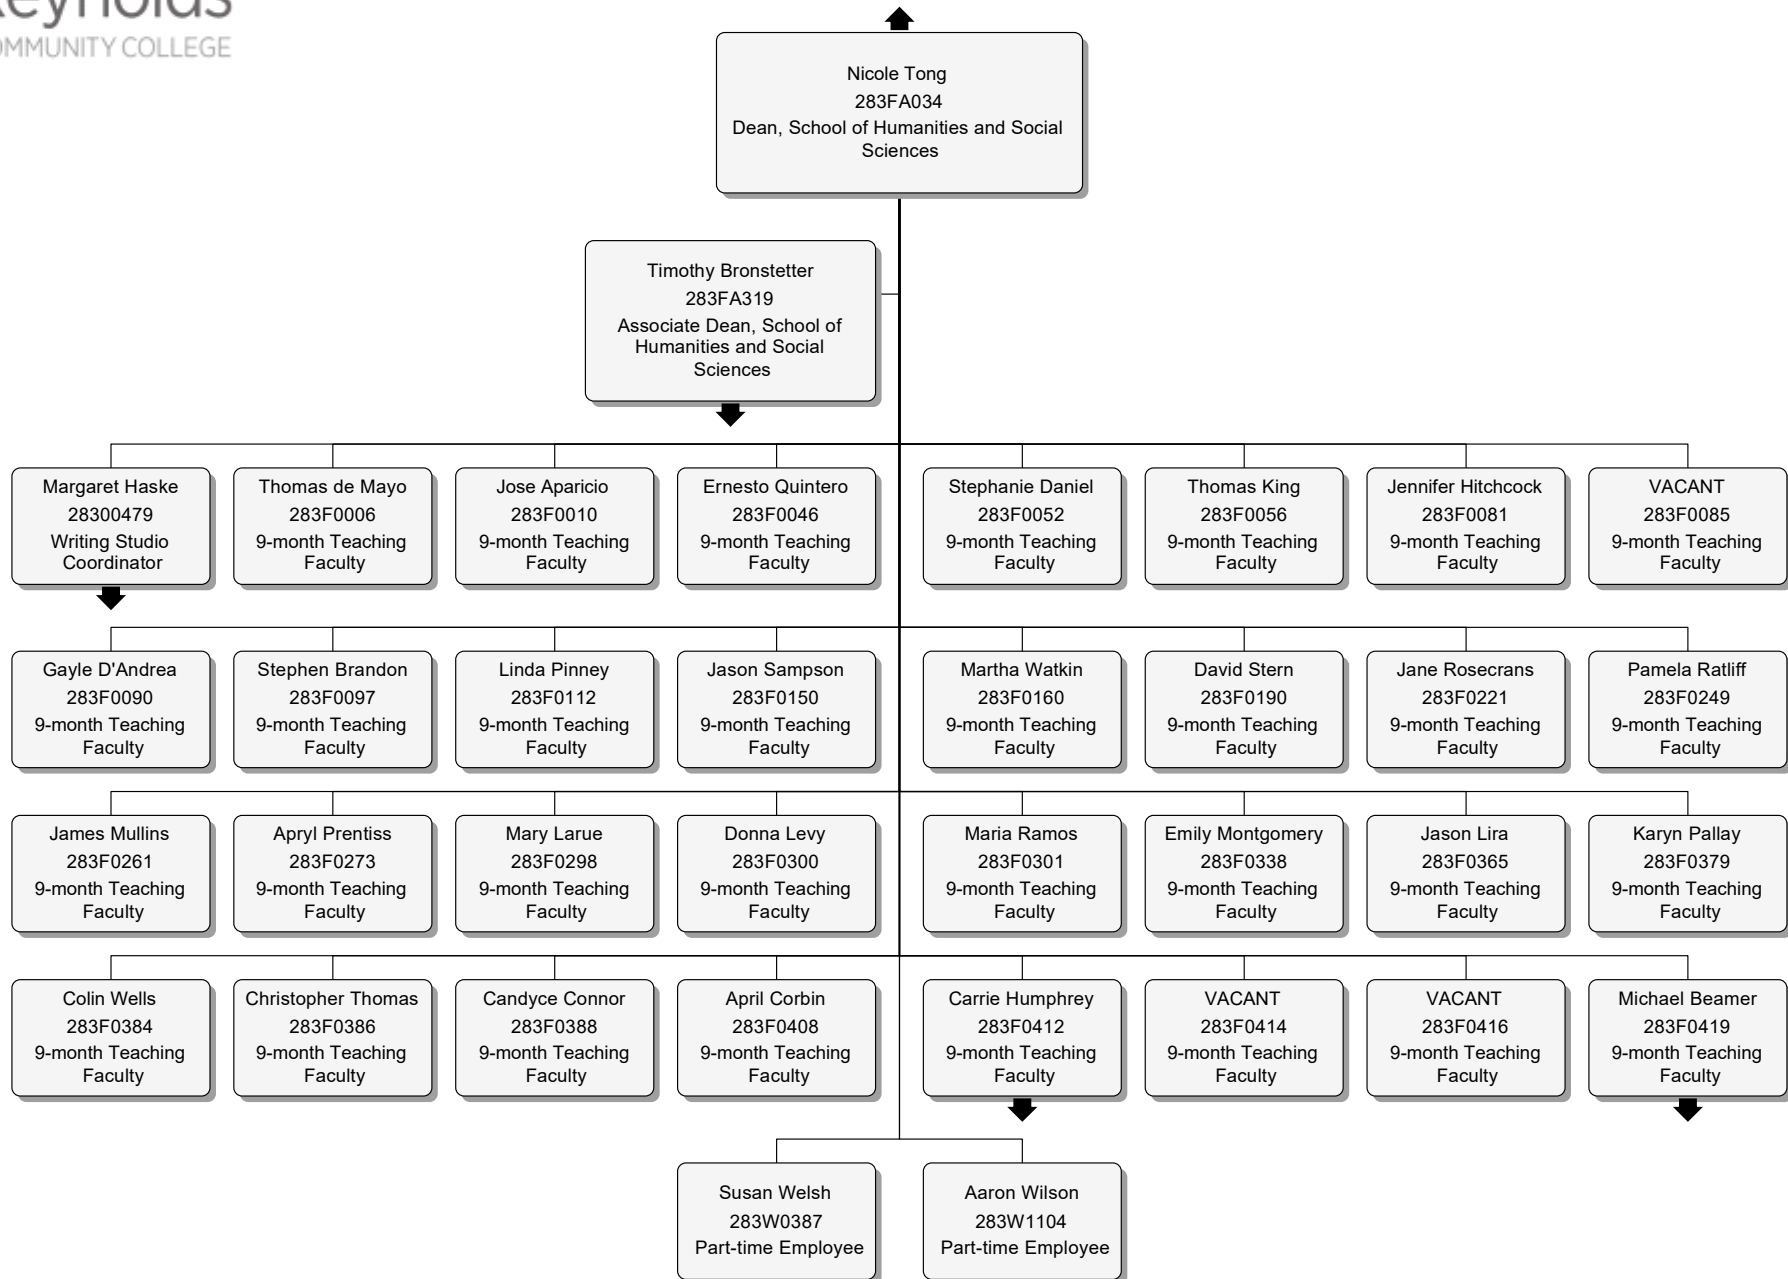 COMMUNITY COLLEGE
Nicole Tong
283FA034
Dean, School of Humanities and Social
Sciences
Timothy Bronstetter
283FA319
Associate Dean, School of
Humanities and Social
Sciences
Margaret Haske
28300479
Writing Studio
Coordinator
Thomas de Mayo
283F0006
9-month Teaching
Faculty
Jose Aparicio
283F0010
9-month Teaching
Faculty
Ernesto Quintero
283F0046
9-month Teaching
Faculty
Stephanie Daniel
283F0052
9-month Teaching
Faculty
Thomas King
283F0056
9-month Teaching
Faculty
Jennifer Hitchcock
283F0081
9-month Teaching
Faculty
VACANT
283F0085
9-month Teaching
Faculty
Gayle D'Andrea
283F0090
9-month Teaching
Faculty
Stephen Brandon
283F0097
9-month Teaching
Faculty
Linda Pinney
283F0112
9-month Teaching
Faculty
Jason Sampson
283F0150
9-month Teaching
Faculty
Martha Watkin
283F0160
9-month Teaching
Faculty
David Stern
283F0190
9-month Teaching
Faculty
Jane Rosecrans
283F0221
9-month Teaching
Faculty
Pamela Ratliff
283F0249
9-month Teaching
Faculty
James Mullins
283F0261
9-month Teaching
Faculty
Apryl Prentiss
283F0273
9-month Teaching
Faculty
Mary Larue
283F0298
9-month Teaching
Faculty
Donna Levy
283F0300
9-month Teaching
Faculty
Maria Ramos
283F0301
9-month Teaching
Faculty
Emily Montgomery
283F0338
9-month Teaching
Faculty
Jason Lira
283F0365
9-month Teaching
Faculty
Karyn Pallay
283F0379
9-month Teaching
Faculty
Colin Wells
283F0384
9-month Teaching
Faculty
Christopher Thomas
283F0386
9-month Teaching
Faculty
Candyce Connor
283F0388
9-month Teaching
Faculty
April Corbin
283F0408
9-month Teaching
Faculty
Carrie Humphrey
283F0412
9-month Teaching
Faculty
VACANT
283F0414
9-month Teaching
Faculty
VACANT
283F0416
9-month Teaching
Faculty
Michael Beamer
283F0419
9-month Teaching
Faculty
Susan Welsh
283W0387
Part-time Employee
Aaron Wilson
283W1104
Part-time Employee